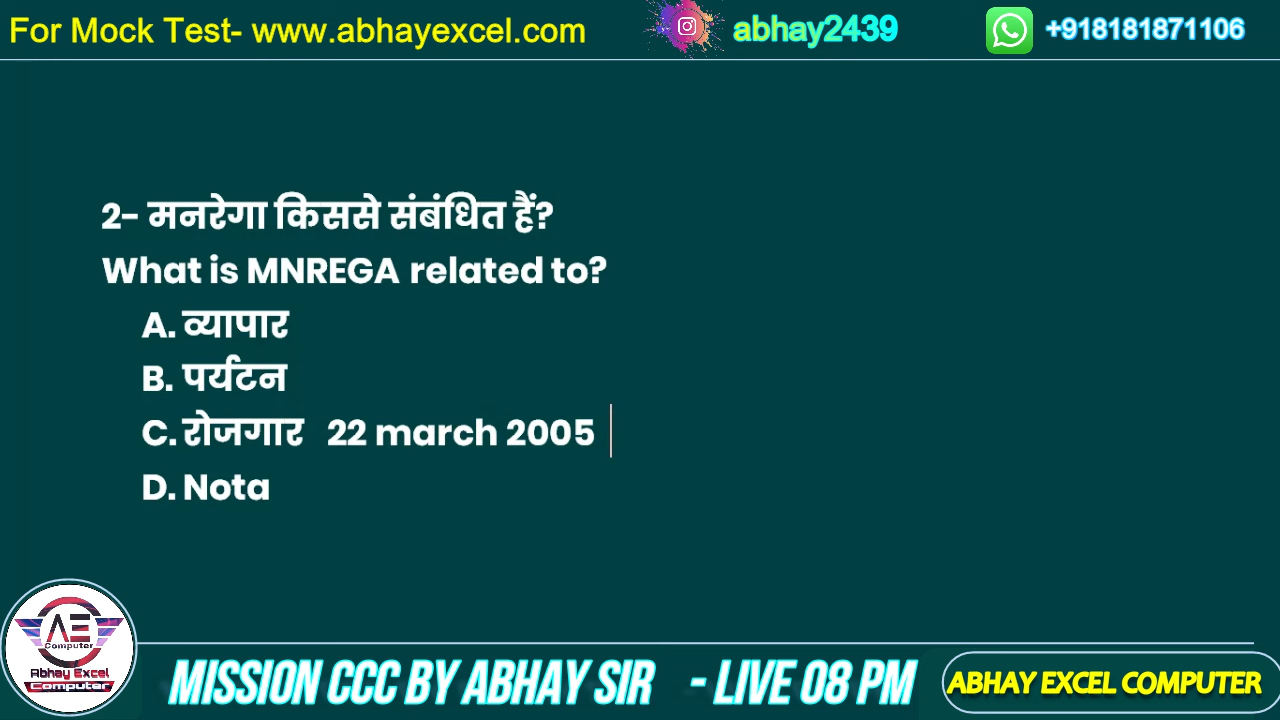 For Mock Test- www.abhayexcel.com abhay2439 +918181871106
2- मनरेगा किससे संबंधित हैं?
What is MNREGA related to?
A. व्यापार
B. पर्यटन
C. रोजगार 22 march 2005
D. Nota
AE
Computer
Abhay Excel
Computer
MISSION CCC BY ABHAY SIR - LIVE 08 PM ABHAY EXCEL COMPUTER